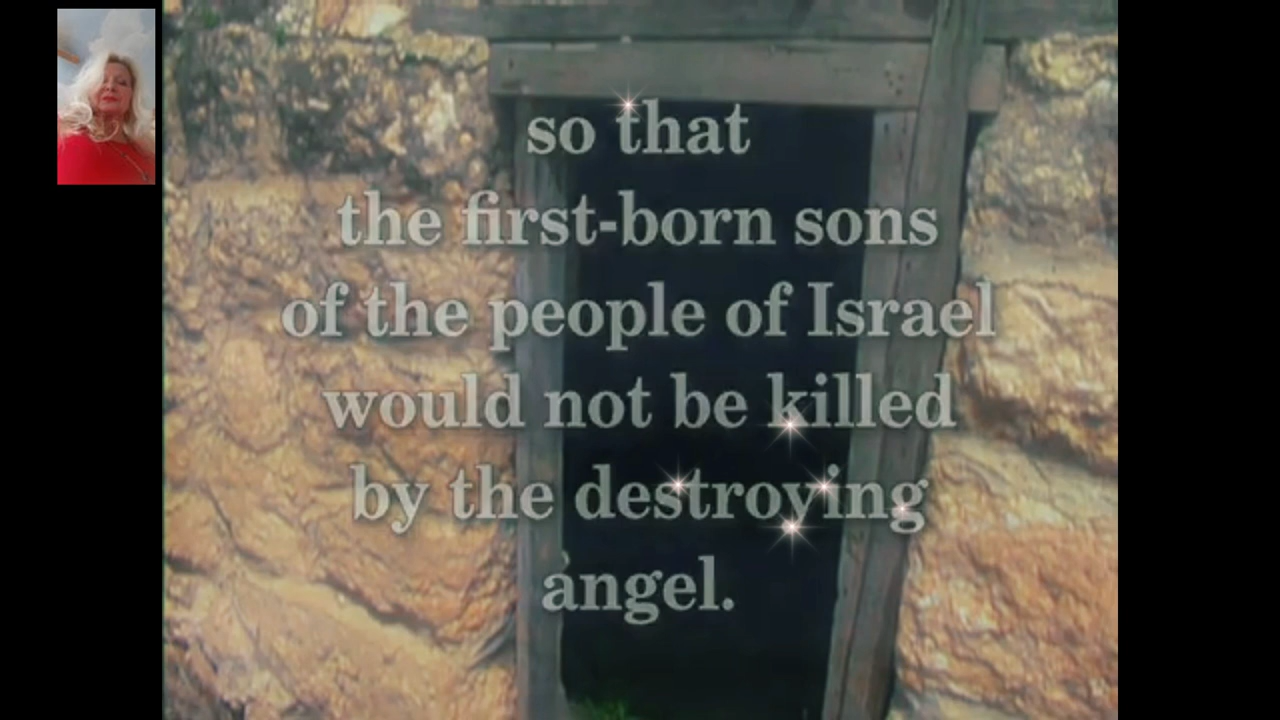 so that
the first-born sons
of the people of Israel
would not be killed
by the destroying
angel.